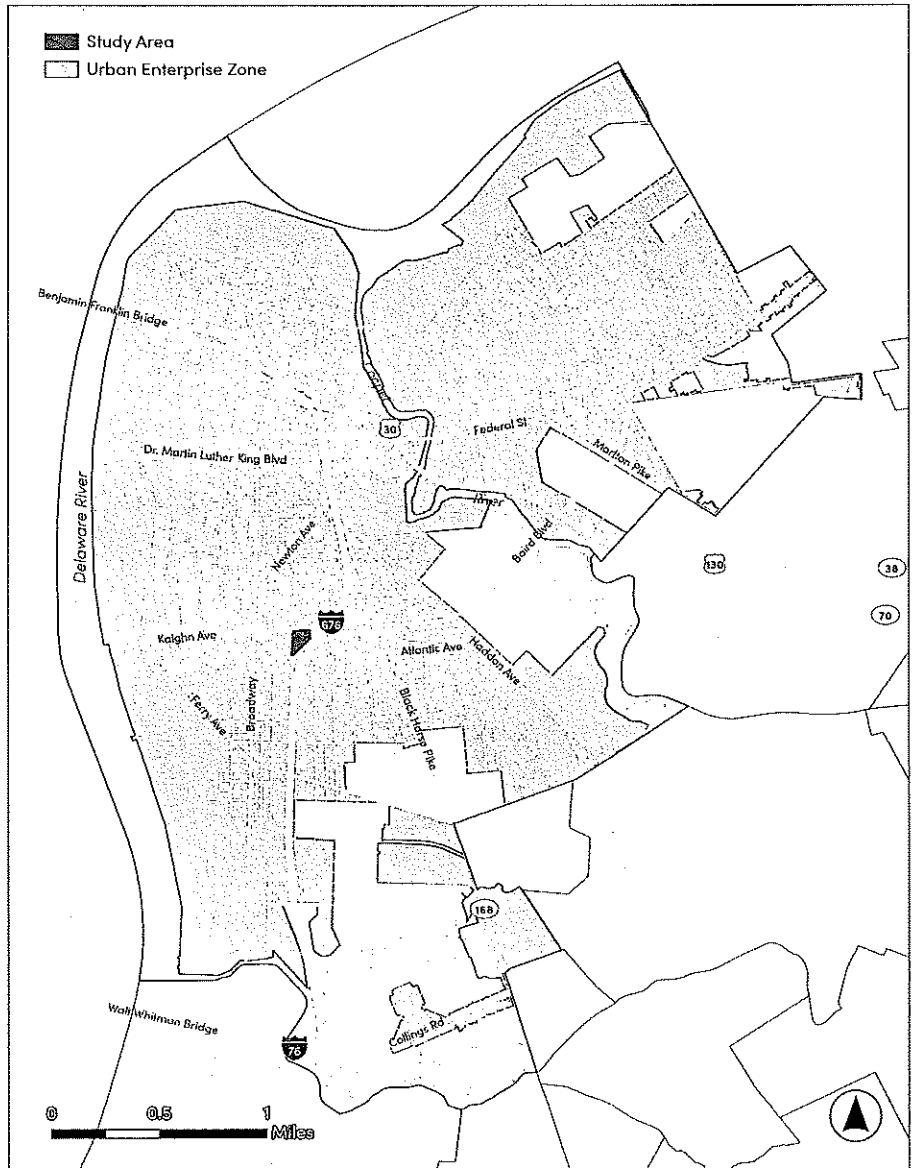 Study Area
Urban Enterprise Zone
Benjamin Franklin Bridge
30
Federal St
Marlton Pike
Dr. Martin Luther King Blvd
River
Newton Ave
Baird Blvd
130
38
Delaware River
70
676
Kaighn Ave
Atlantic Ave
Haddon Ave
Ferry Ave
Broadway
Black Horse Pike
168
Walt Whitman Bridge
Collings Rd
76
0 0.5 1
Miles